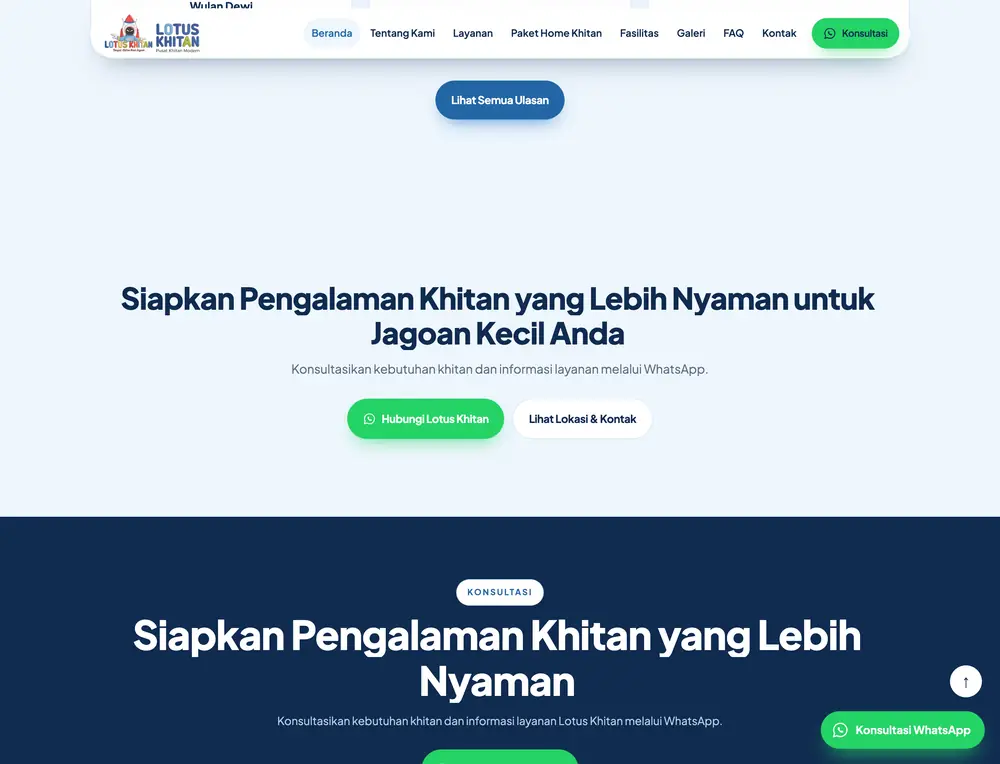 Wulan Dewi
LOTUS KHITAN
LOTUS
KHITAN
Pusat Khitan Modern
Beranda
Tentang Kami
Layanan
Paket Home Khitan
Fasilitas
Galeri
FAQ
Kontak
Konsultasi
Lihat Semua Ulasan
Siapkan Pengalaman Khitan yang Lebih Nyaman untuk
Jagoan Kecil Anda
Konsultasikan kebutuhan khitan dan informasi layanan melalui WhatsApp.
Hubungi Lotus Khitan
Lihat Lokasi & Kontak
KONSULTASI
Siapkan Pengalaman Khitan yang Lebih
Nyaman
Konsultasikan kebutuhan khitan dan informasi layanan Lotus Khitan melalui WhatsApp.
↑
Konsultasi WhatsApp